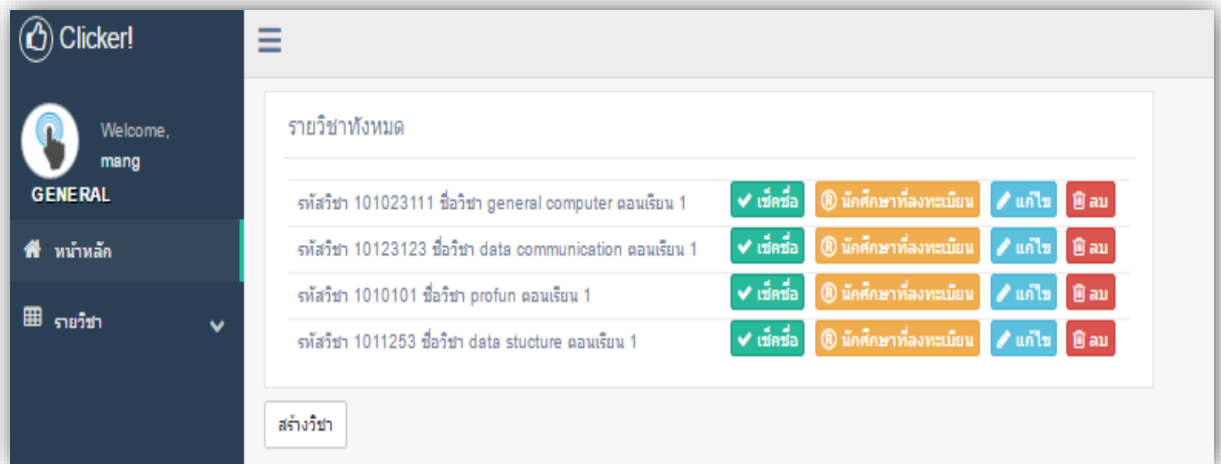 Clicker!
Welcome,
mang
GENERAL
หน้าหลัก
รายวิชา
รายวิชาทั้งหมด
รหัสวิชา 101023111 ชื่อวิชา general computer ตอนเรียน 1 เช็คชื่อ ® นักศึกษาที่ลงทะเบียน แก้ไข ลบ
รหัสวิชา 10123123 ชื่อวิชา data communication ตอนเรียน 1 เช็คชื่อ ® นักศึกษาที่ลงทะเบียน แก้ไข ลบ
รหัสวิชา 1010101 ชื่อวิชา profun ตอนเรียน 1 เช็คชื่อ ® นักศึกษาที่ลงทะเบียน แก้ไข ลบ
รหัสวิชา 1011253 ชื่อวิชา data stucture ตอนเรียน 1 เช็คชื่อ ® นักศึกษาที่ลงทะเบียน แก้ไข ลบ
สร้างวิชา